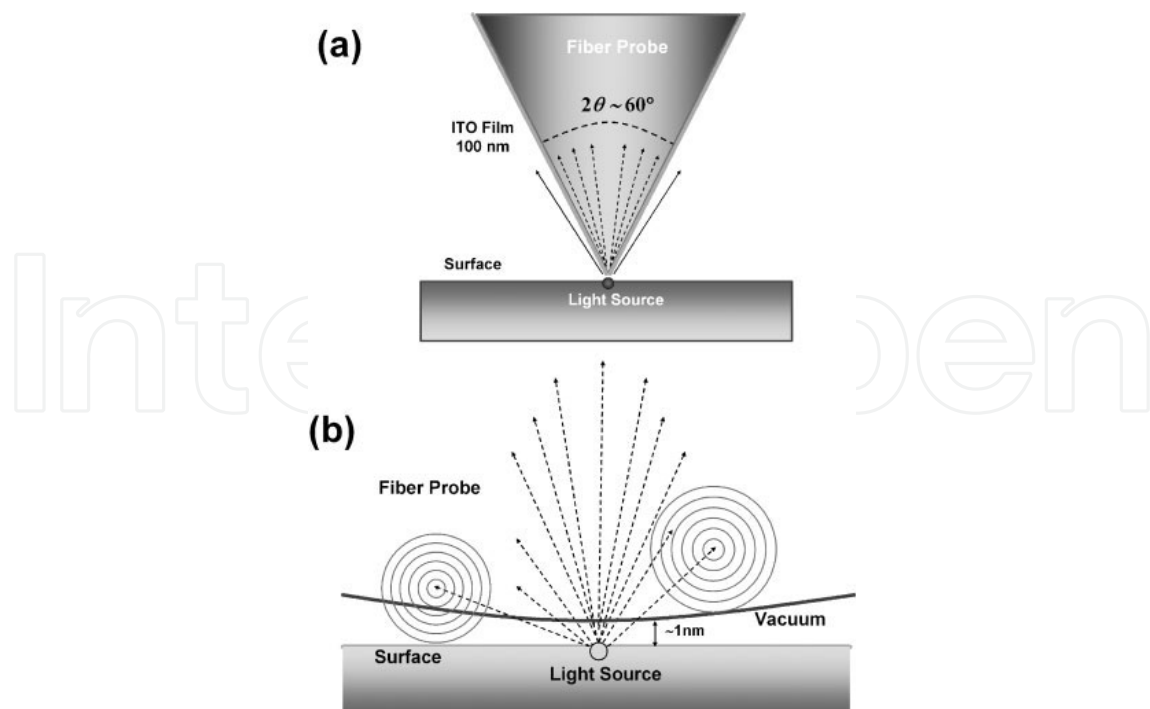 (a)
Fiber Probe
2θ ~ 60°
ITO Film
100 nm
Surface
Light Source
(b)
Fiber Probe
Vacuum
~1nm
Surface
Light Source